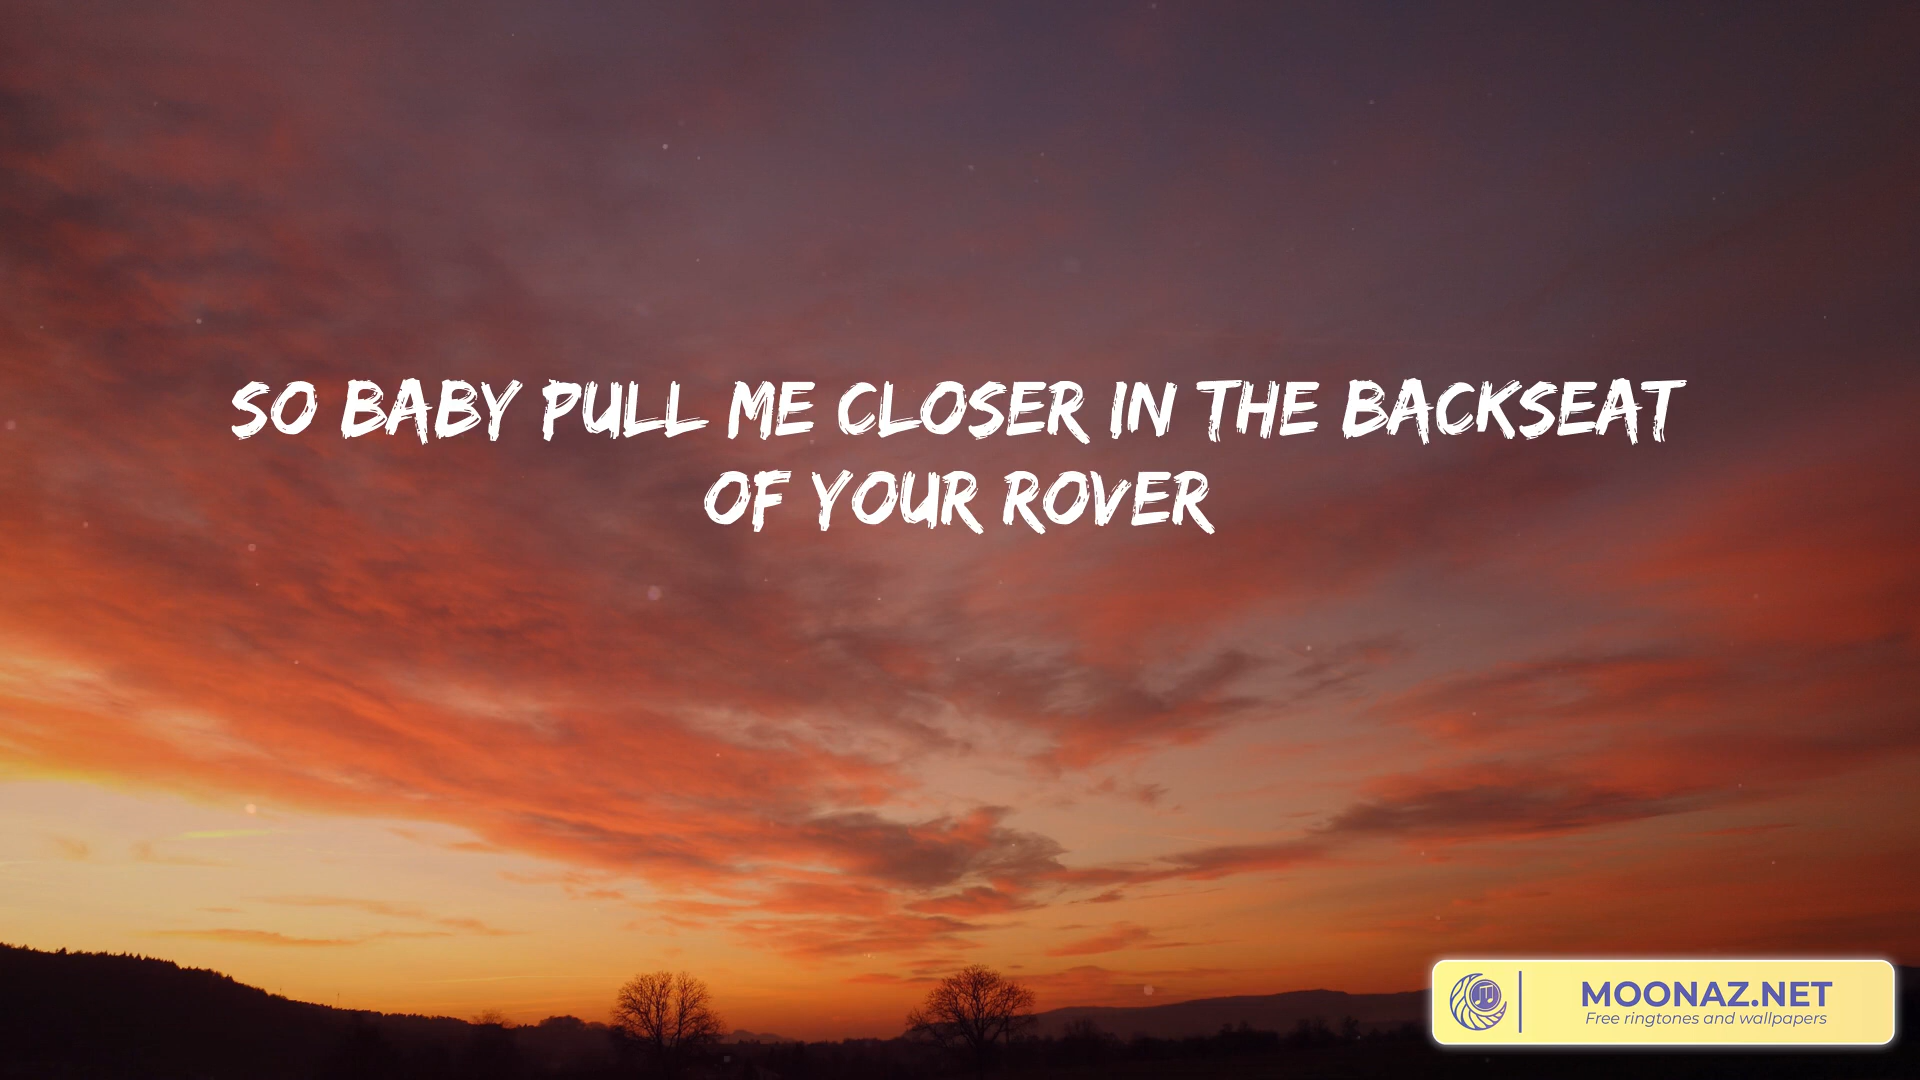 SO BABY PULL ME CLOSER IN THE BACKSEAT
OF YOUR ROVER
MOONAZ.NET
Free ringtones and wallpapers